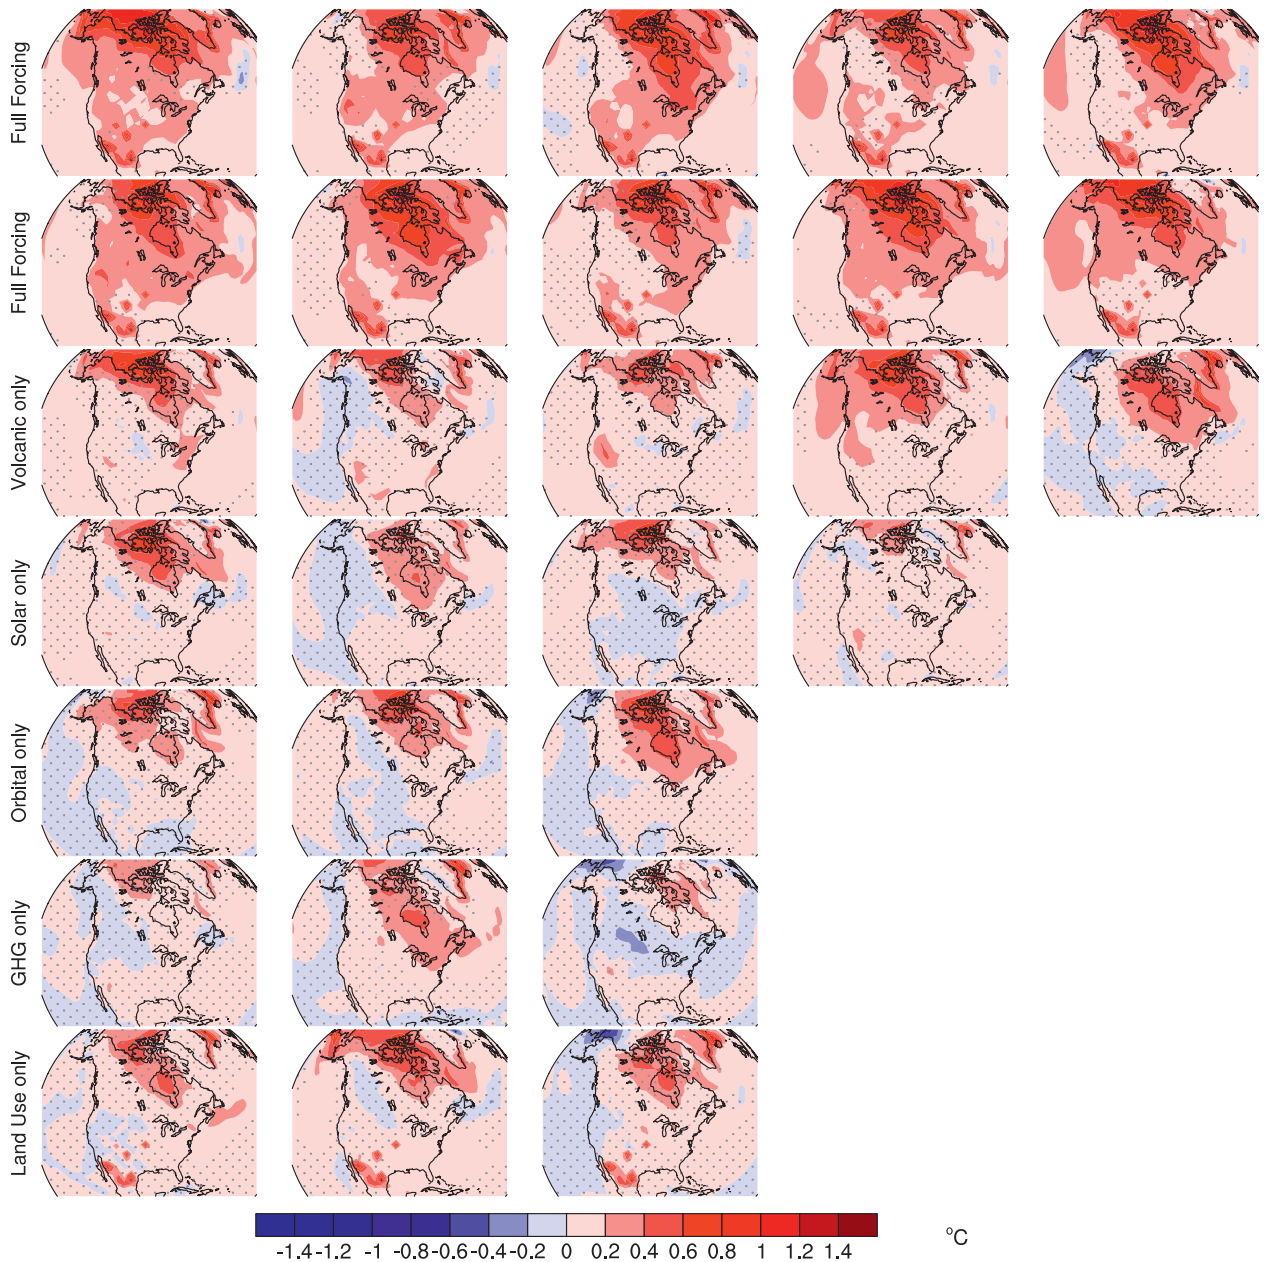 Full Forcing
Full Forcing
Volcanic only
Solar only
Orbital only
GHG only
Land Use only
-1.4 -1.2 -1 -0.8 -0.6 -0.4 -0.2 0 0.2 0.4 0.6 0.8 1 1.2 1.4 °C